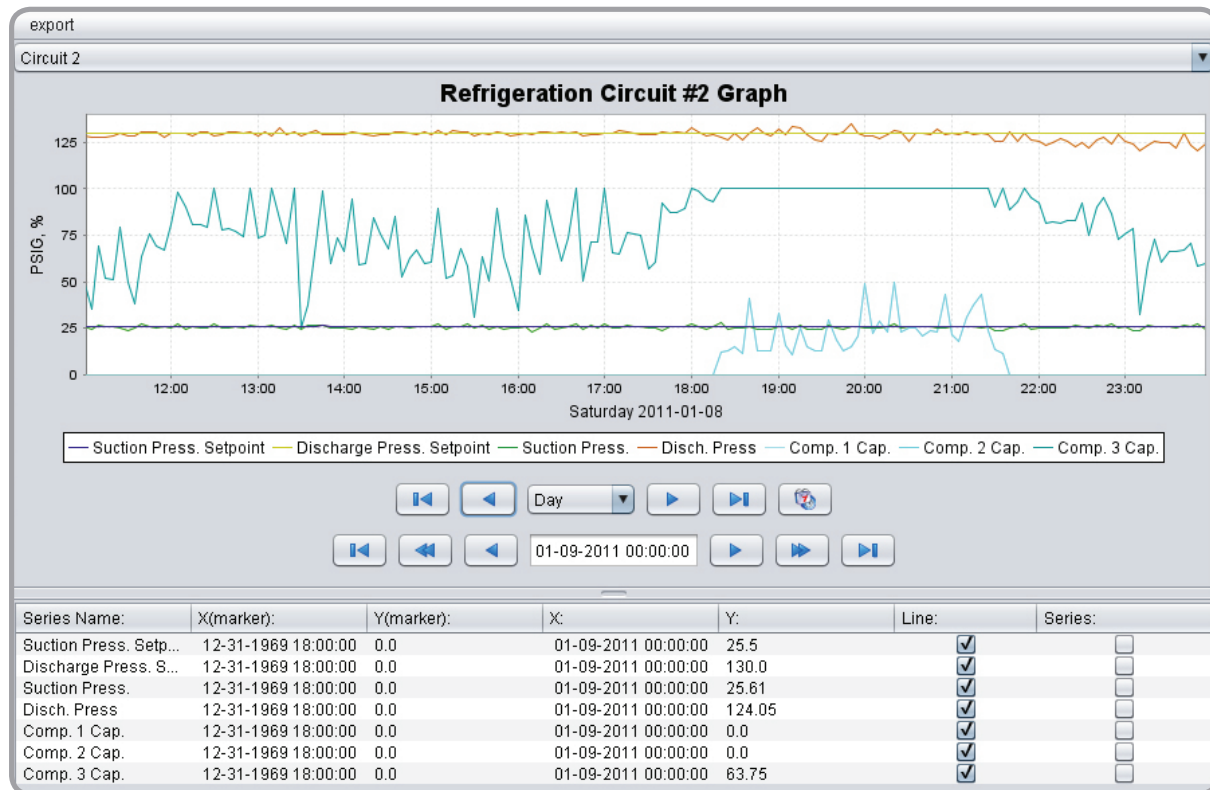 export
Circuit 2
Refrigeration Circuit #2 Graph
PSIG, %
125
100
75
50
25
0
12:00 13:00 14:00 15:00 16:00 17:00 18:00 19:00 20:00 21:00 22:00 23:00
Saturday 2011-01-08
Suction Press. Setpoint Discharge Press. Setpoint Suction Press. Disch. Press Comp. 1 Cap. Comp. 2 Cap. Comp. 3 Cap.
Day
01-09-2011 00:00:00
Series Name: X(marker): Y(marker): X: Y: Line: Series:
Suction Press. Setp... 12-31-1969 18:00:00 0.0 01-09-2011 00:00:00 25.5
Discharge Press. S... 12-31-1969 18:00:00 0.0 01-09-2011 00:00:00 130.0
Suction Press. 12-31-1969 18:00:00 0.0 01-09-2011 00:00:00 25.61
Disch. Press 12-31-1969 18:00:00 0.0 01-09-2011 00:00:00 124.05
Comp. 1 Cap. 12-31-1969 18:00:00 0.0 01-09-2011 00:00:00 0.0
Comp. 2 Cap. 12-31-1969 18:00:00 0.0 01-09-2011 00:00:00 0.0
Comp. 3 Cap. 12-31-1969 18:00:00 0.0 01-09-2011 00:00:00 63.75